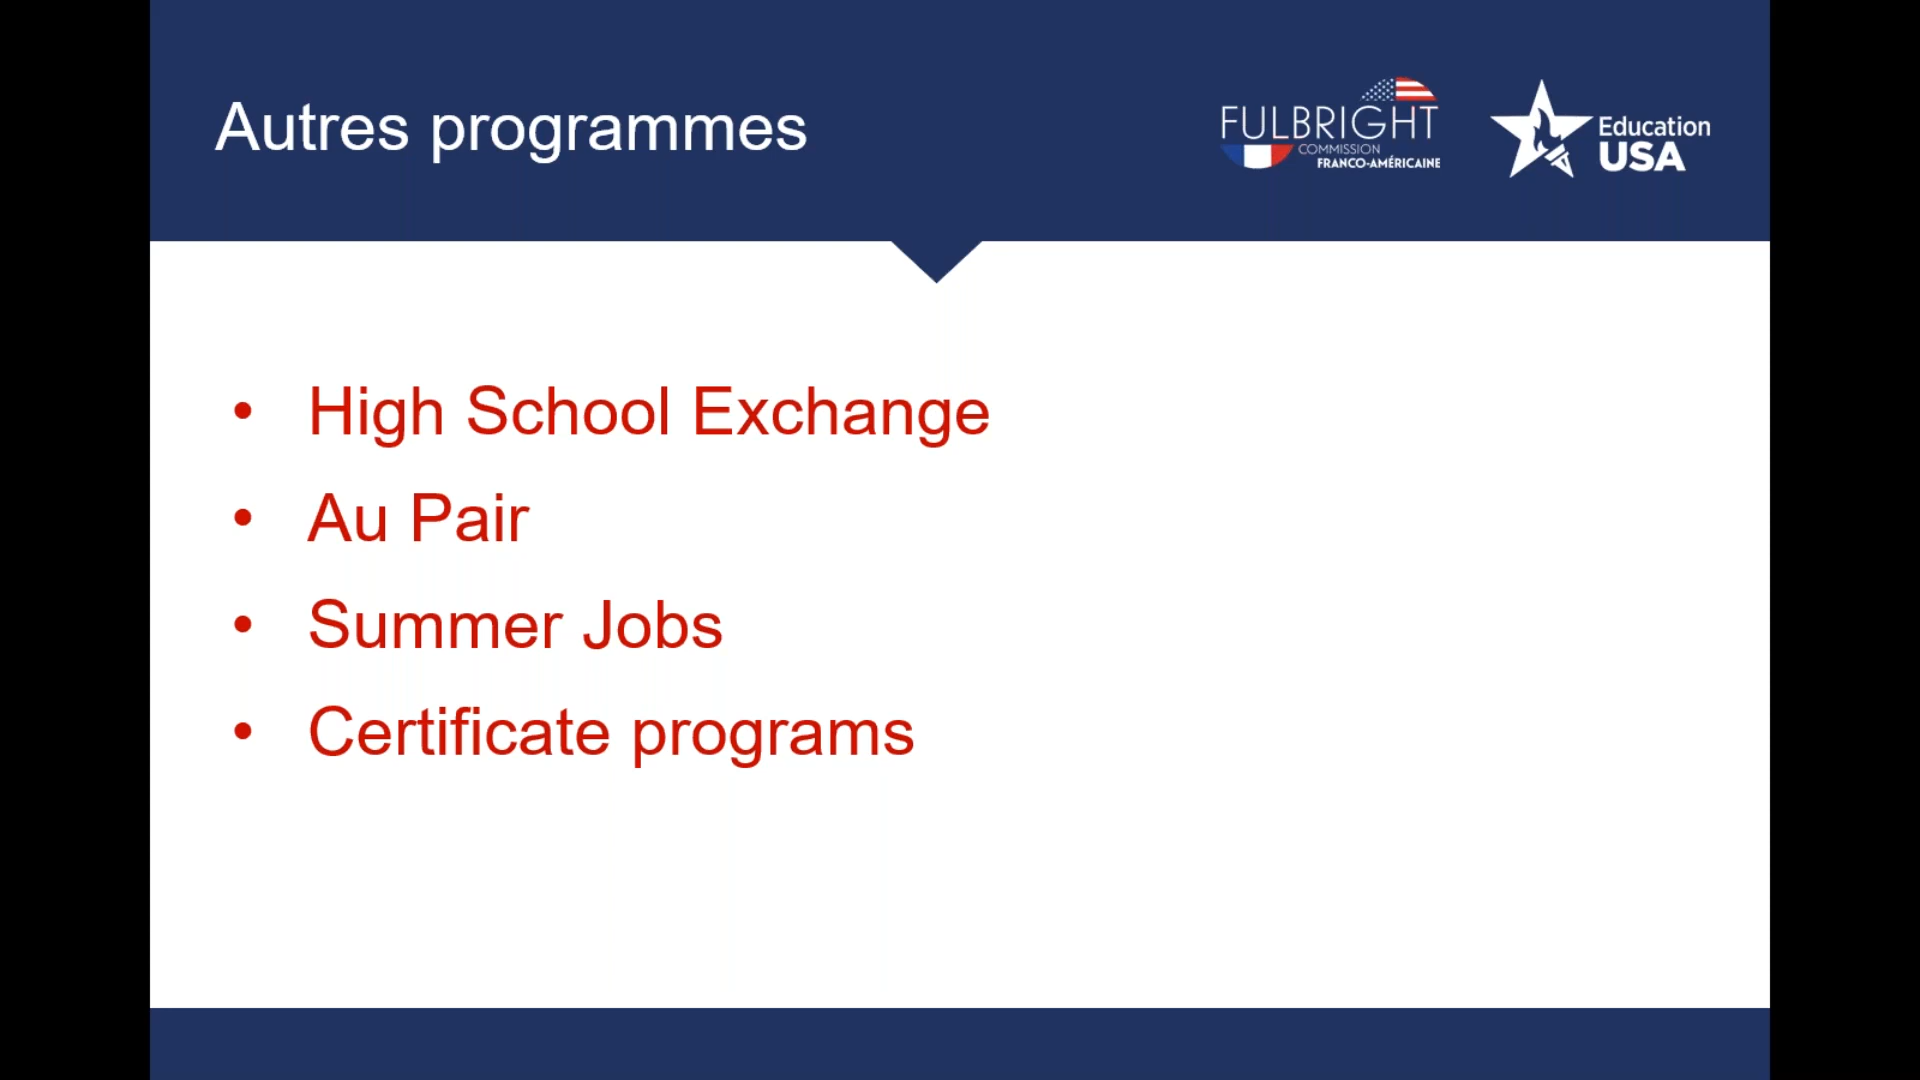 Autres programmes
FULBRIGHT
COMMISSION
FRANCO-AMÉRICAINE
Education
USA
• High School Exchange
• Au Pair
• Summer Jobs
• Certificate programs